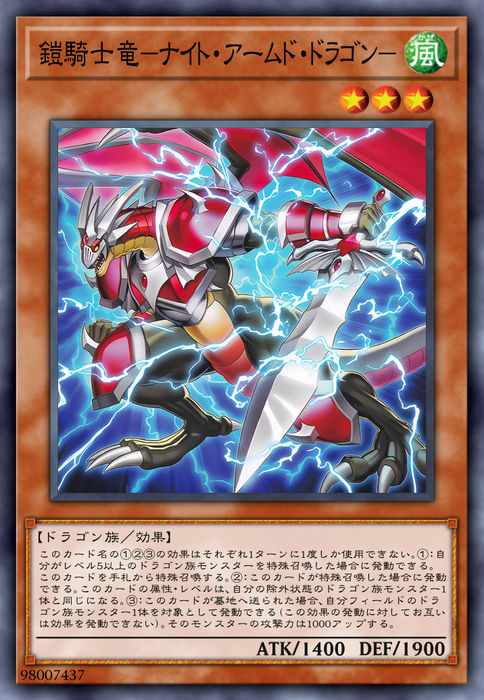 鎧騎士竜－ナイト・アームド・ドラゴン－
かぜ
風
【ドラゴン族／効果】
このカード名の①②③の効果はそれぞれ1ターンに1度しか使用できない。①：自
分がレベル5以上のドラゴン族モンスターを特殊召喚した場合に発動できる。
このカードを手札から特殊召喚する。②：このカードが特殊召喚した場合に発動
できる。このカードの属性・レベルは、自分の除外状態のドラゴン族モンスター1
体と同じになる。③：このカードが墓地へ送られた場合、自分フィールドのドラ
ゴン族モンスター1体を対象として発動できる（この効果の発動に対してお互い
は効果を発動できない）。そのモンスターの攻撃力は1000アップする。
ATK/1400 DEF/1900
98007437